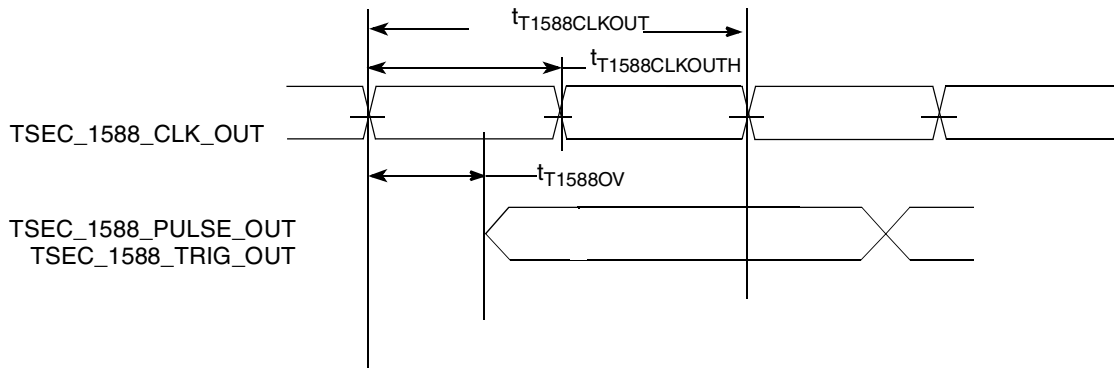 tT1588CLKOUT
tT1588CLKOUTH
TSEC_1588_CLK_OUT
tT1588OV
TSEC_1588_PULSE_OUT
TSEC_1588_TRIG_OUT